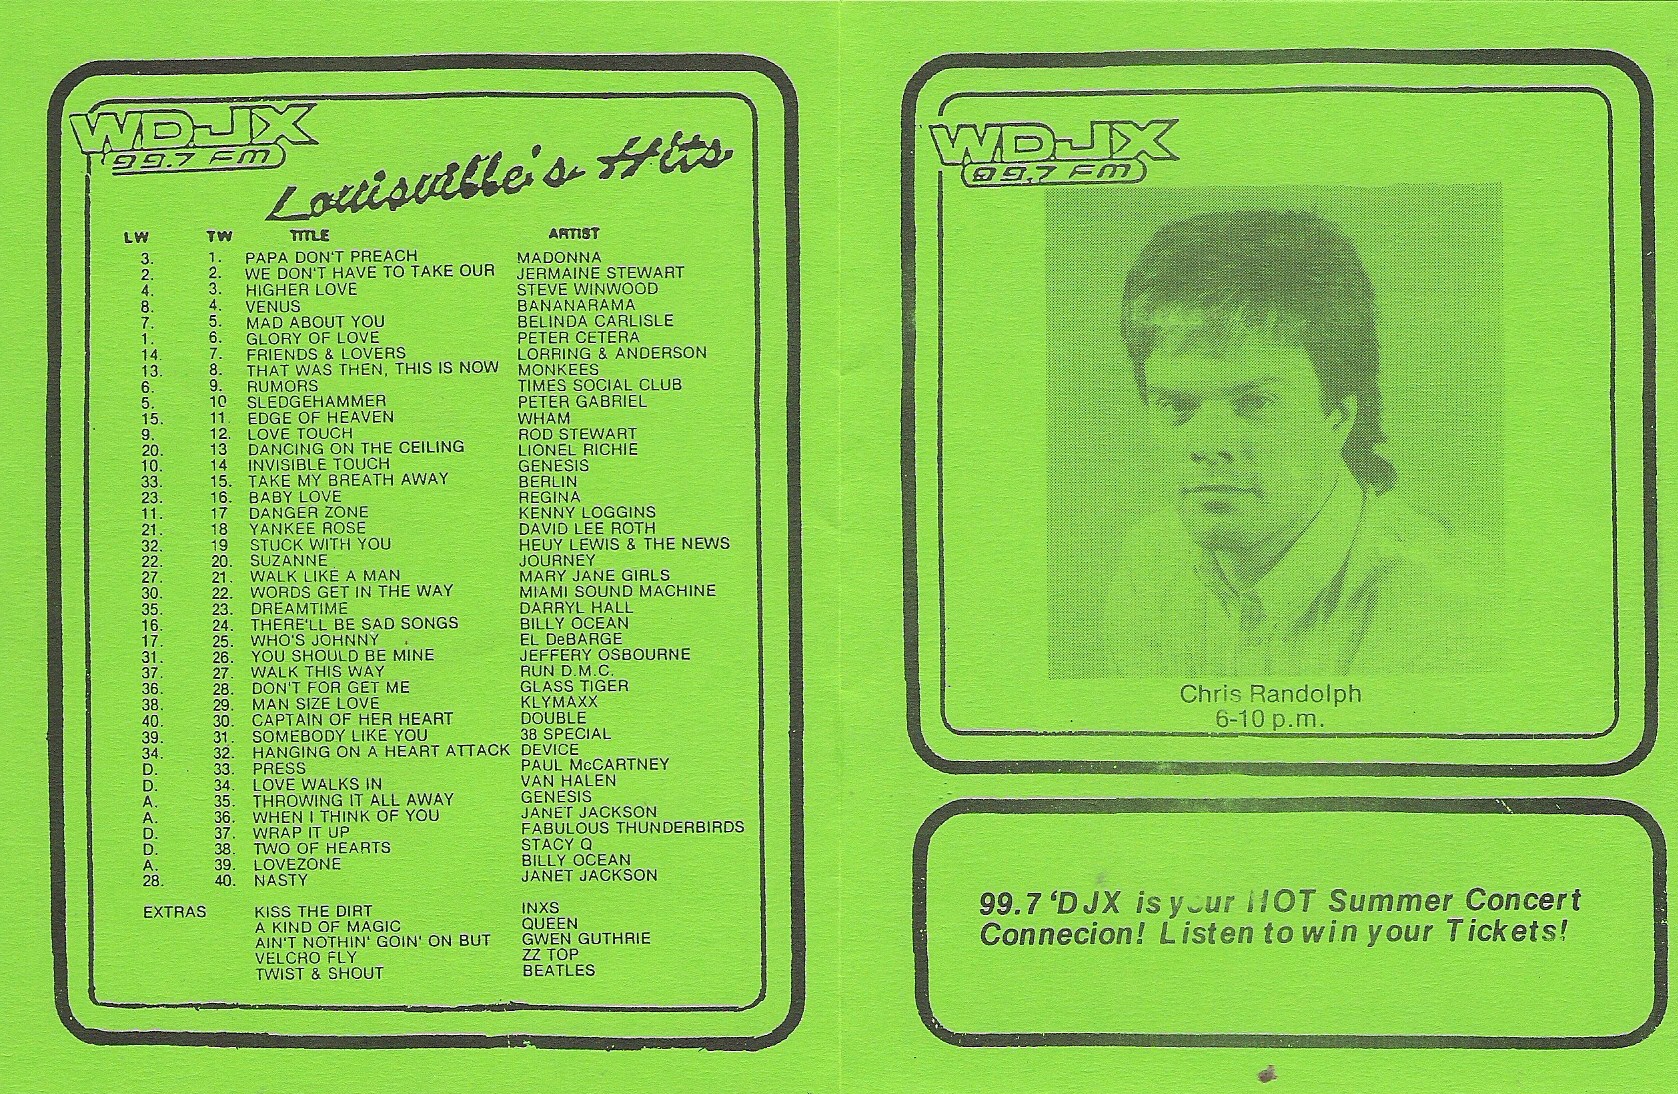 WDJX
99.7 FM
Louisville's Hits
LW TW TITLE ARTIST
3. 1. PAPA DON'T PREACH MADONNA
2. 2. WE DON'T HAVE TO TAKE OUR JERMAINE STEWART
4. 3. HIGHER LOVE STEVE WINWOOD
8. 4. VENUS BANANARAMA
7. 5. MAD ABOUT YOU BELINDA CARLISLE
1. 6. GLORY OF LOVE PETER CETERA
14. 7. FRIENDS & LOVERS LORRING & ANDERSON
13. 8. THAT WAS THEN, THIS IS NOW MONKEES
6. 9. RUMORS TIMES SOCIAL CLUB
5. 10 SLEDGEHAMMER PETER GABRIEL
15. 11. EDGE OF HEAVEN WHAM
9. 12. LOVE TOUCH ROD STEWART
20. 13 DANCING ON THE CEILING LIONEL RICHIE
10. 14 INVISIBLE TOUCH GENESIS
33. 15. TAKE MY BREATH AWAY BERLIN
23. 16. BABY LOVE REGINA
11. 17 DANGER ZONE KENNY LOGGINS
21. 18 YANKEE ROSE DAVID LEE ROTH
32. 19 STUCK WITH YOU HEUY LEWIS & THE NEWS
22. 20. SUZANNE JOURNEY
27. 21. WALK LIKE A MAN MARY JANE GIRLS
30. 22. WORDS GET IN THE WAY MIAMI SOUND MACHINE
35. 23. DREAMTIME DARRYL HALL
16. 24. THERE'LL BE SAD SONGS BILLY OCEAN
17. 25. WHO'S JOHNNY EL DeBARGE
31. 26. YOU SHOULD BE MINE JEFFERY OSBOURNE
37. 27. WALK THIS WAY RUN D.M.C.
36. 28. DON'T FOR GET ME GLASS TIGER
38. 29. MAN SIZE LOVE KLYMAXX
40. 30. CAPTAIN OF HER HEART DOUBLE
39. 31. SOMEBODY LIKE YOU 38 SPECIAL
34. 32. HANGING ON A HEART ATTACK DEVICE
D. 33. PRESS PAUL McCARTNEY
D. 34. LOVE WALKS IN VAN HALEN
A. 35. THROWING IT ALL AWAY GENESIS
A. 36. WHEN I THINK OF YOU JANET JACKSON
D. 37. WRAP IT UP FABULOUS THUNDERBIRDS
D. 38. TWO OF HEARTS STACY Q
A. 39. LOVEZONE BILLY OCEAN
28. 40. NASTY JANET JACKSON
EXTRAS KISS THE DIRT INXS
A KIND OF MAGIC QUEEN
AIN'T NOTHIN' GOIN' ON BUT GWEN GUTHRIE
VELCRO FLY ZZ TOP
TWIST & SHOUT BEATLES
WDJX
99.7 FM
Chris Randolph
6-10 p.m.
99.7 'DJX is your HOT Summer Concert
Connecion! Listen to win your Tickets!